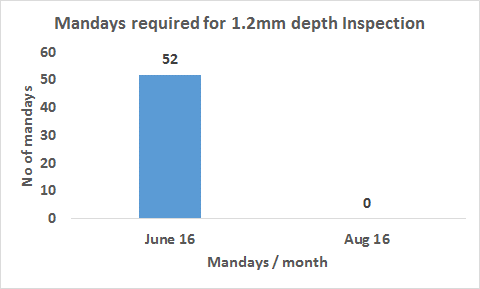 Mandays required for 1.2mm depth Inspection
60
50
40
30
20
10
0
No of mandays
52
0
June 16
Aug 16
Mandays / month